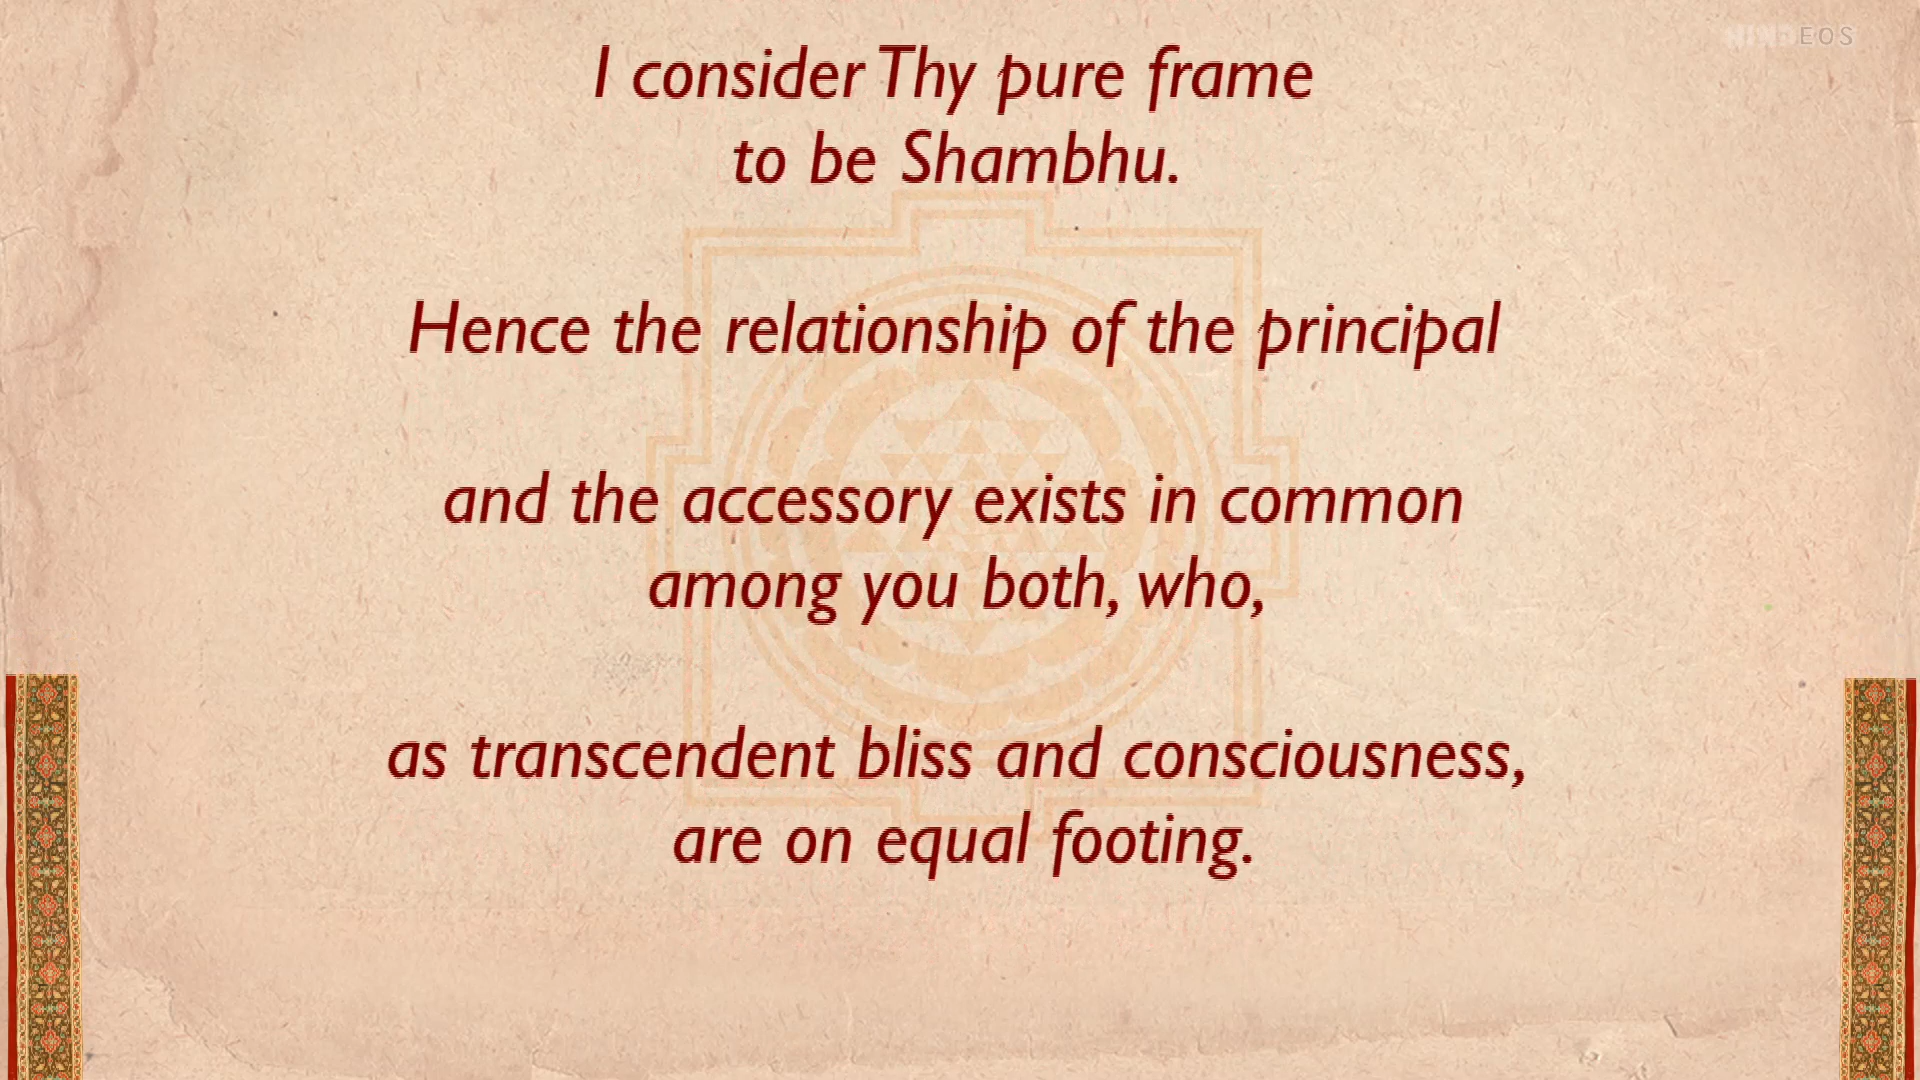 I consider Thy pure frame
to be Shambhu.
Hence the relationship of the principal
and the accessory exists in common
among you both, who,
as transcendent bliss and consciousness,
are on equal footing.